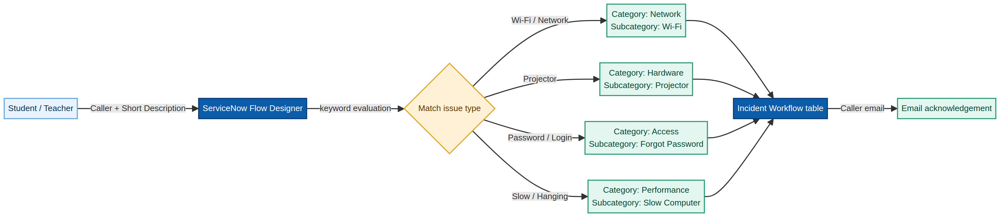 Student / Teacher
Caller + Short Description
ServiceNow Flow Designer
keyword evaluation
Match issue type
Wi-Fi / Network
Category: Network
Subcategory: Wi-Fi
Projector
Category: Hardware
Subcategory: Projector
Password / Login
Category: Access
Subcategory: Forgot Password
Slow / Hanging
Category: Performance
Subcategory: Slow Computer
Incident Workflow table
Caller email
Email acknowledgement